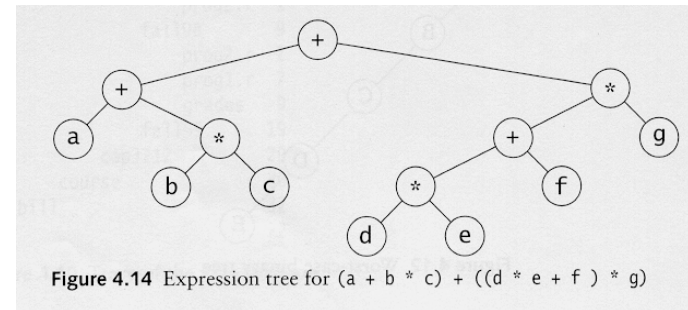 +
+ *
a * + g
b c * f
d e
Figure 4.14 Expression tree for (a + b * c) + ((d * e + f ) * g)